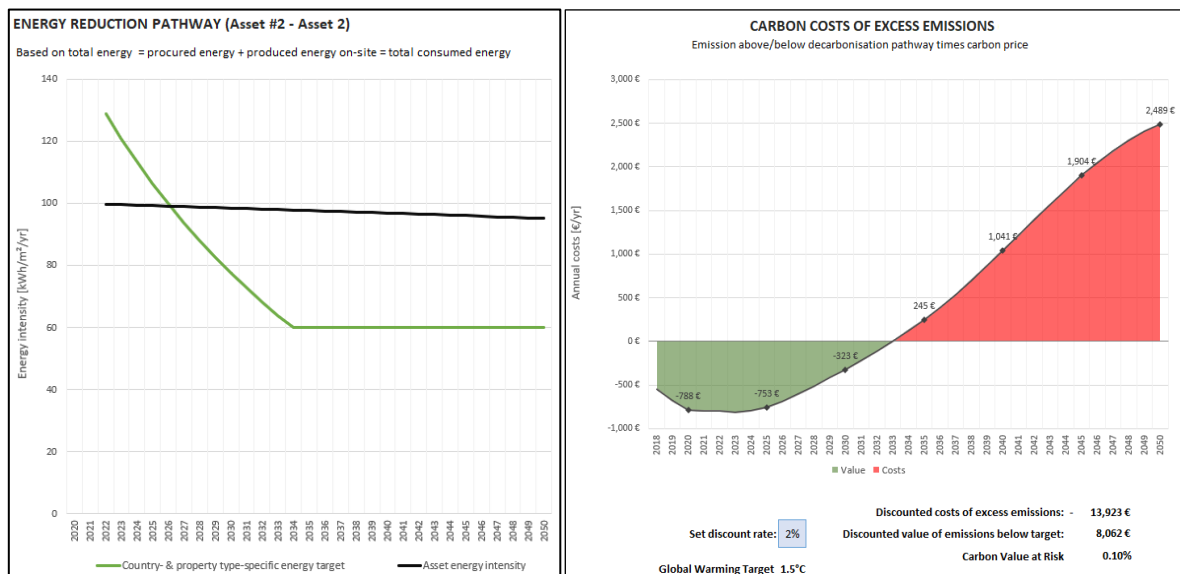 ENERGY REDUCTION PATHWAY (Asset #2 - Asset 2)
Based on total energy = procured energy + produced energy on-site = total consumed energy
Energy intensity [kWh/m²/yr]
140
120
100
80
60
40
20
0
2020 2021 2022 2023 2024 2025 2026 2027 2028 2029 2030 2031 2032 2033 2034 2035 2036 2037 2038 2039 2040 2041 2042 2043 2044 2045 2046 2047 2048 2049 2050
Country- & property type-specific energy target Asset energy intensity
CARBON COSTS OF EXCESS EMISSIONS
Emission above/below decarbonisation pathway times carbon price
Annual costs [€/yr]
3,000 €
2,500 €
2,000 €
1,500 €
1,000 €
500 €
0 €
-500 €
-1,000 €
-788 €
-753 €
-323 €
245 €
1,041 €
1,904 €
2,489 €
2018 2019 2020 2021 2022 2023 2024 2025 2026 2027 2028 2029 2030 2031 2032 2033 2034 2035 2036 2037 2038 2039 2040 2041 2042 2043 2044 2045 2046 2047 2048 2049 2050
Value Costs
Discounted costs of excess emissions: - 13,923 €
Set discount rate: 2% Discounted value of emissions below target: 8,062 €
Carbon Value at Risk 0.10%
Global Warming Target 1.5°C